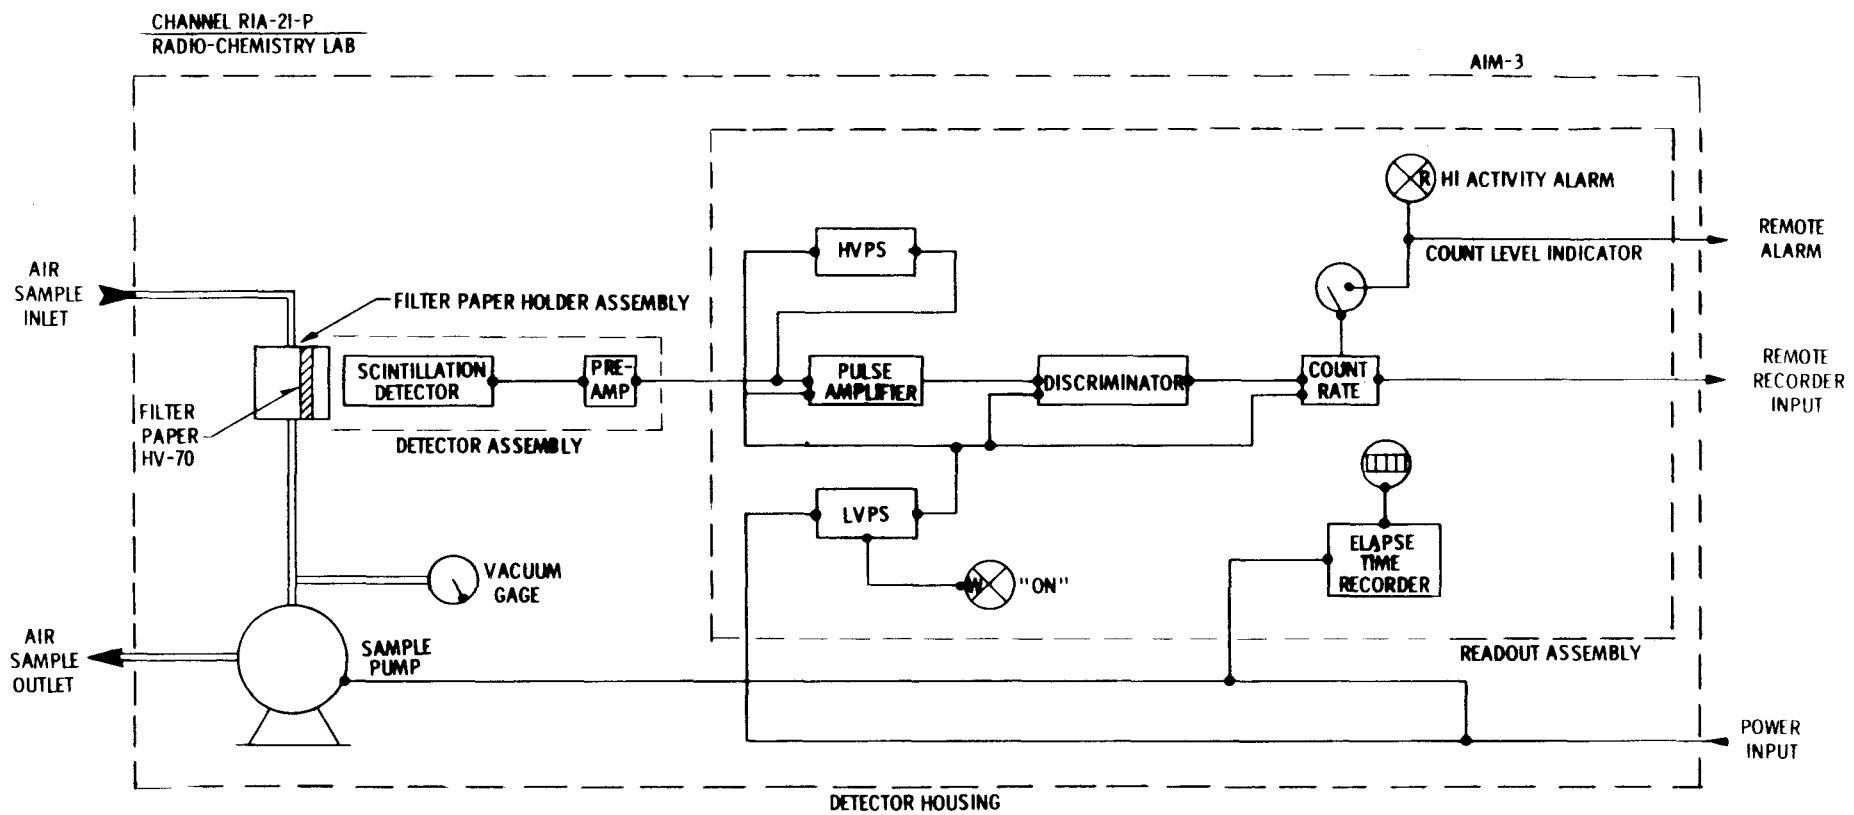 CHANNEL RIA-21-P
RADIO-CHEMISTRY LAB
AIM-3
R HI ACTIVITY ALARM
REMOTE
ALARM
COUNT LEVEL INDICATOR
HVPS
AIR
SAMPLE
INLET
FILTER PAPER HOLDER ASSEMBLY
SCINTILLATION
DETECTOR
PRE-
AMP
PULSE
AMPLIFIER
DISCRIMINATOR
COUNT
RATE
REMOTE
RECORDER
INPUT
FILTER
PAPER
HV-70
DETECTOR ASSEMBLY
LVPS
W "ON"
ELAPSE
TIME
RECORDER
VACUUM
GAGE
AIR
SAMPLE
OUTLET
SAMPLE
PUMP
READOUT ASSEMBLY
POWER
INPUT
DETECTOR HOUSING